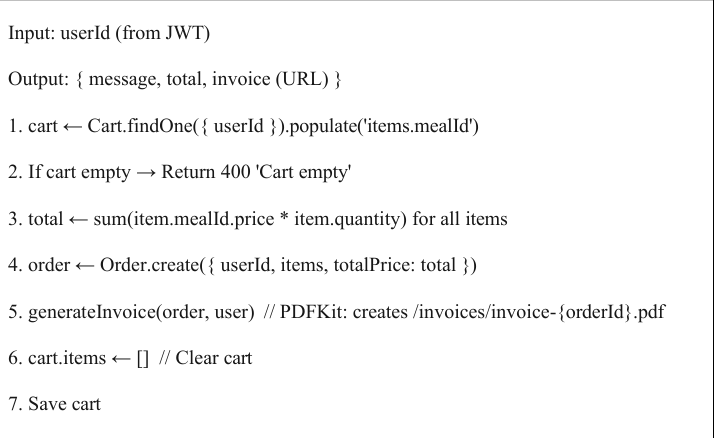 Input: userId (from JWT)
Output: { message, total, invoice (URL) }
1. cart ← Cart.findOne({ userId }).populate('items.mealId')
2. If cart empty → Return 400 'Cart empty'
3. total ← sum(item.mealId.price * item.quantity) for all items
4. order ← Order.create({ userId, items, totalPrice: total })
5. generateInvoice(order, user)  // PDFKit: creates /invoices/invoice-{orderId}.pdf
6. cart.items ← []  // Clear cart
7. Save cart